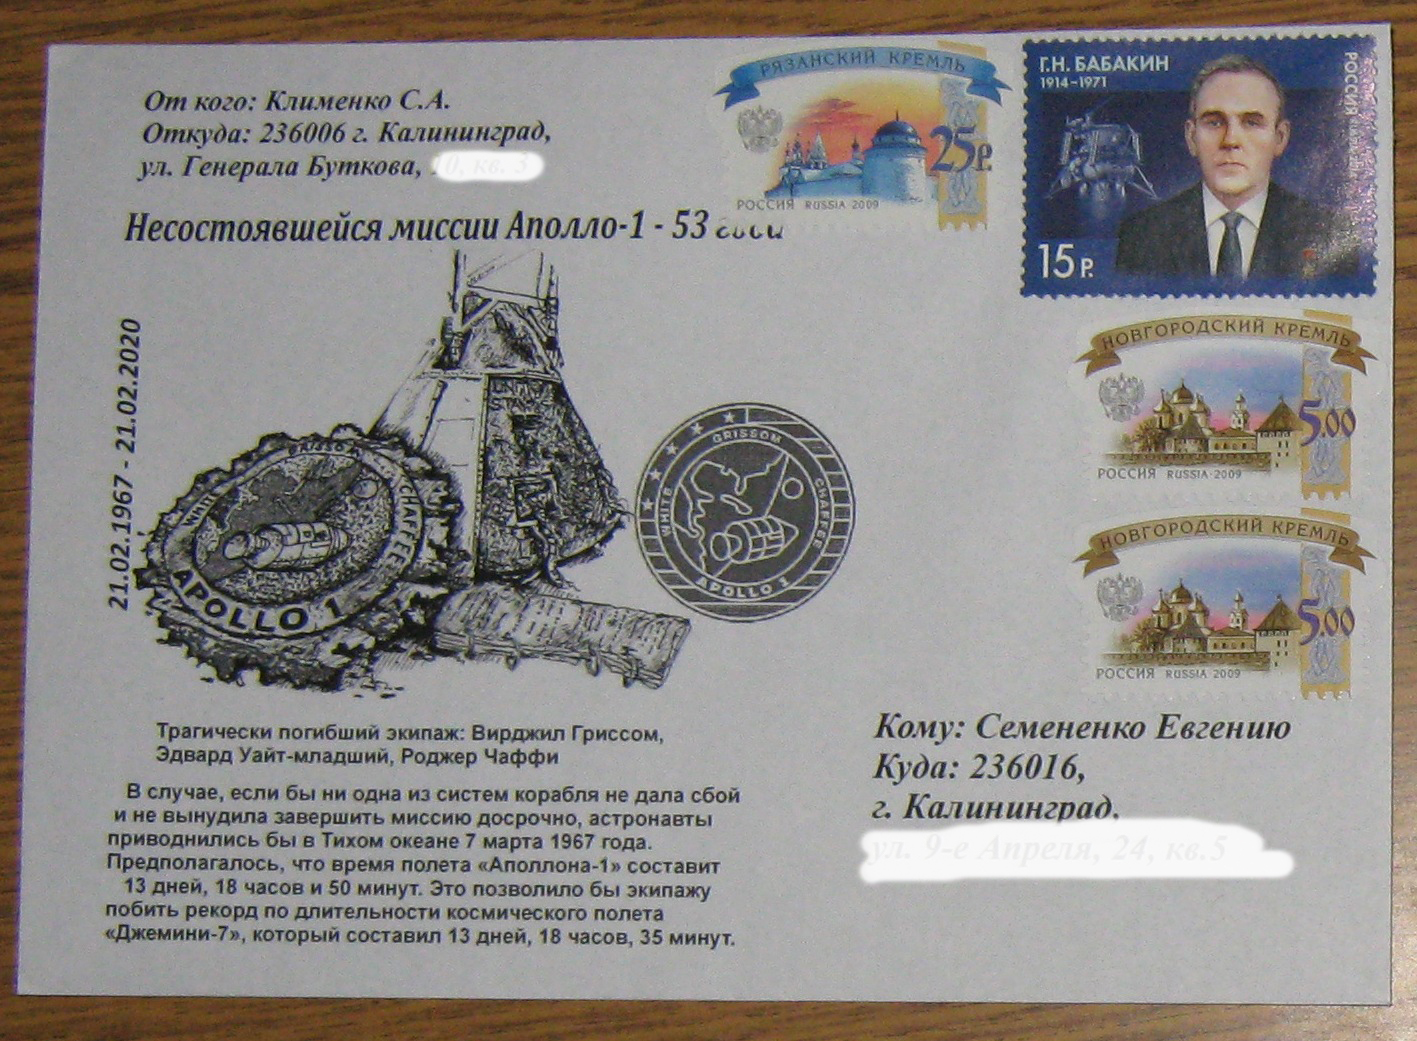 От кого: Клименко С.А.
Откуда: 236006 г. Калининград,
ул. Генерала Буткова,
Несостоявшейся миссии Аполло-1 - 53
РЯЗАНСКИЙ КРЕМЛЬ
25Р.
РОССИЯ RUSSIA 2009
Г.Н. БАБАКИН
1914–1971
РОССИЯ
15 Р.
НОВГОРОДСКИЙ КРЕМЛЬ
5.00
РОССИЯ RUSSIA·2009
НОВГОРОДСКИЙ КРЕМЛЬ
5.00
РОССИЯ RUSSIA 2009
21.02.1967 - 21.02.2020
GRISSOM
CHAFFEE
APOLLO 1
GRISSOM
WHITE
CHAFFEE
APOLLO 1
Трагически погибший экипаж: Вирджил Гриссом,
Эдвард Уайт-младший, Роджер Чаффи
В случае, если бы ни одна из систем корабля не дала сбой
и не вынудила завершить миссию досрочно, астронавты
приводнились бы в Тихом океане 7 марта 1967 года.
Предполагалось, что время полета «Аполлона-1» составит
13 дней, 18 часов и 50 минут. Это позволило бы экипажу
побить рекорд по длительности космического полета
«Джемини-7», который составил 13 дней, 18 часов, 35 минут.
Кому: Семененко Евгению
Куда: 236016,
г. Калининград,